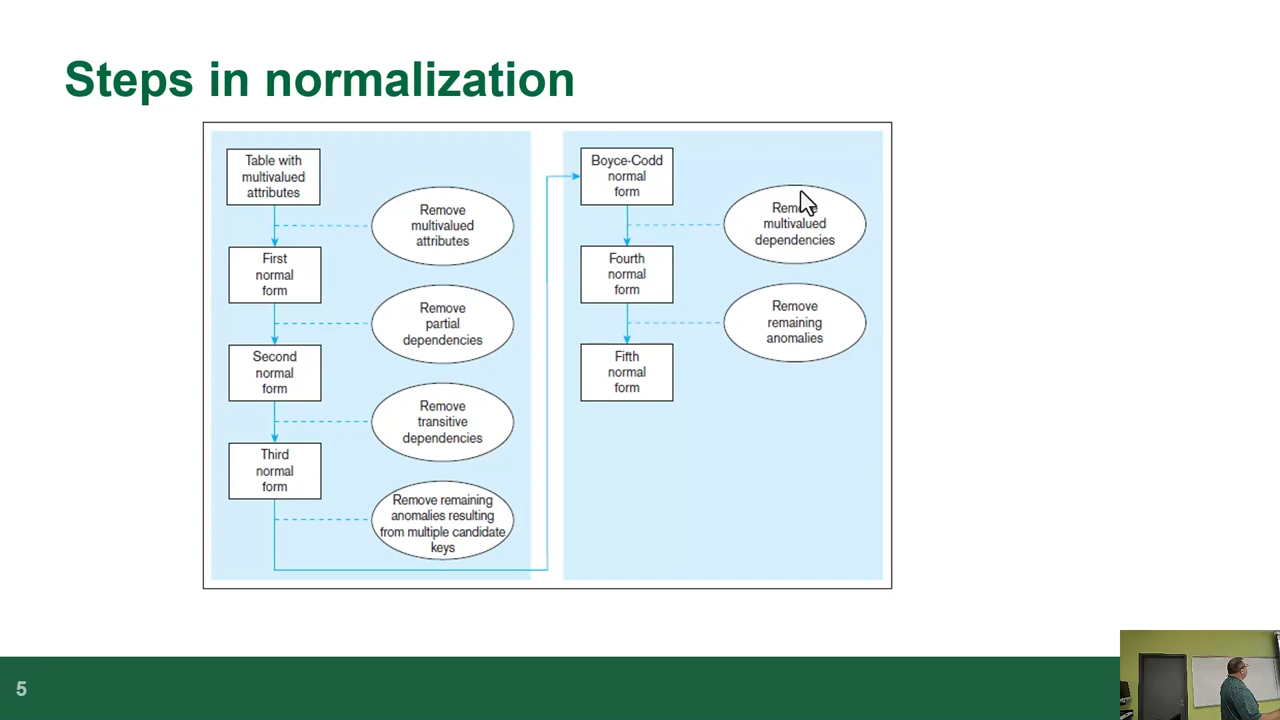 Steps in normalization
Table with
multivalued
attributes
Remove
multivalued
attributes
First
normal
form
Remove
partial
dependencies
Second
normal
form
Remove
transitive
dependencies
Third
normal
form
Remove remaining
anomalies resulting
from multiple candidate
keys
Boyce-Codd
normal
form
Remove
multivalued
dependencies
Fourth
normal
form
Remove
remaining
anomalies
Fifth
normal
form
5